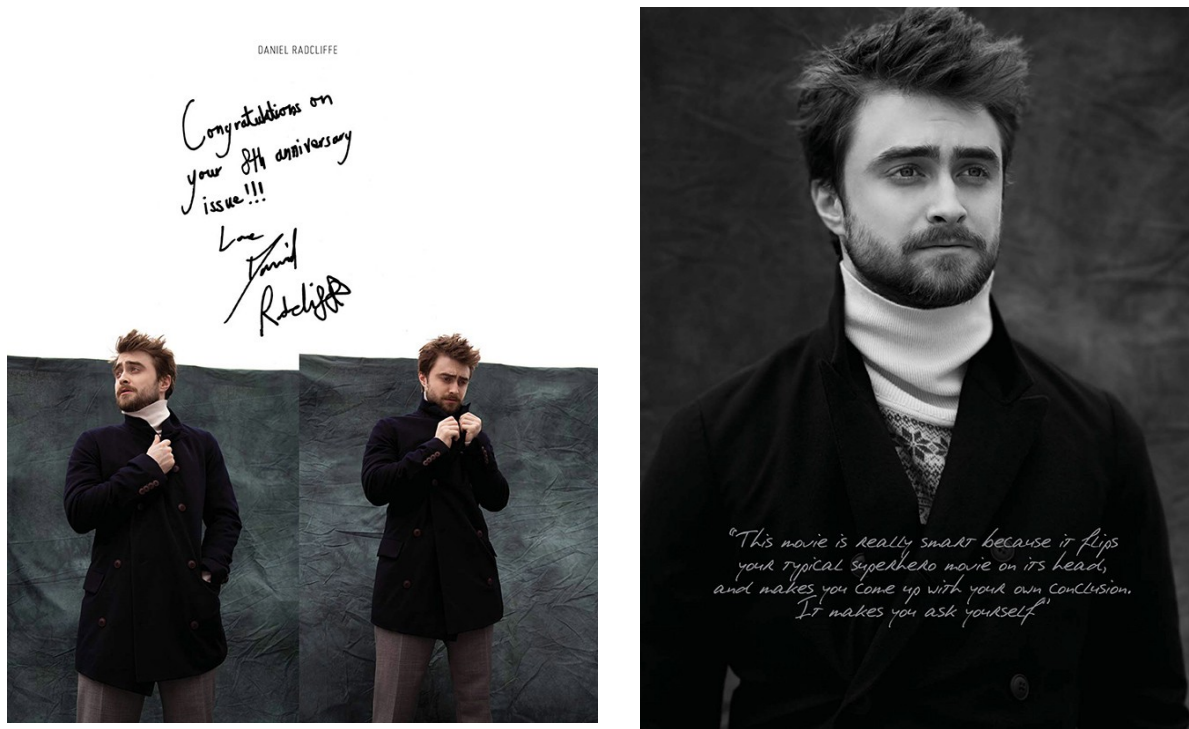 DANIEL RADCLIFFE
Congratulations on
your 8th anniversary
issue!!!
Love
Daniel
Radcliffe
"This movie is really smart because it flips
your typical superhero movie on its head,
and makes you come up with your own conclusion.
It makes you ask yourself"